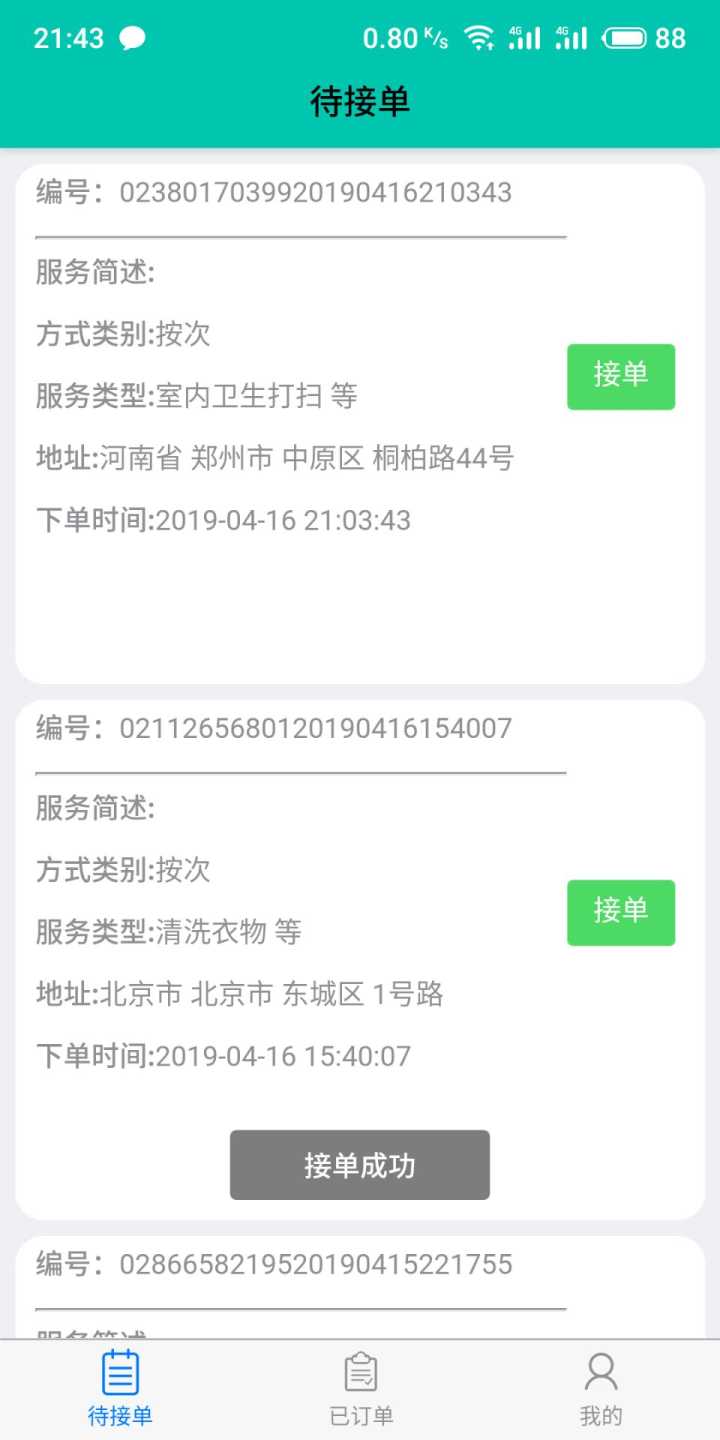 21:43 0.80 K/s 4G 4G 88
待接单
编号：0238017039920190416210343
服务简述:
方式类别:按次
服务类型:室内卫生打扫 等
接单
地址:河南省 郑州市 中原区 桐柏路44号
下单时间:2019-04-16 21:03:43
编号：0211265680120190416154007
服务简述:
方式类别:按次
服务类型:清洗衣物 等
接单
地址:北京市 北京市 东城区 1号路
下单时间:2019-04-16 15:40:07
接单成功
编号：0286658219520190415221755
服务简述
待接单 已订单 我的